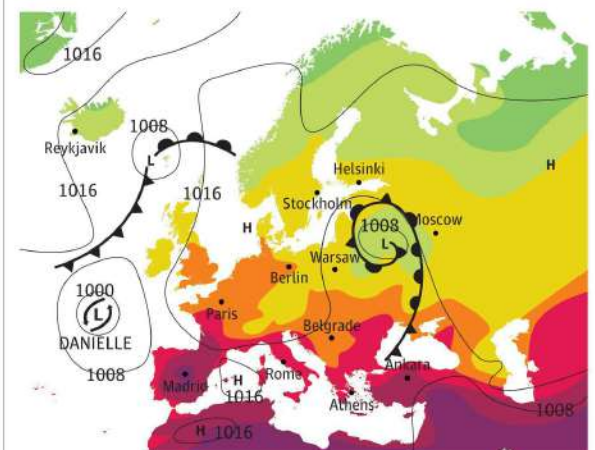 1016
1008
Reykjavik
L
Helsinki
H
1016
1016
Stockholm
H
1008
Moscow
L
Warsaw
Berlin
1000
L
Paris
DANIELLE
Belgrade
1008
Rome
Ankara
Madrid
H
1016
Athens
1008
H 1016